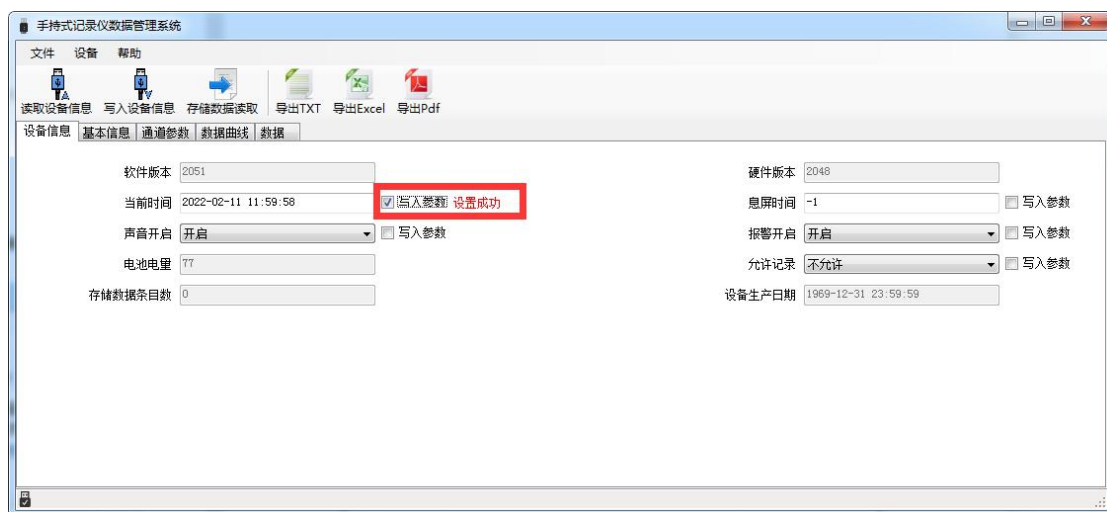 手持式记录仪数据管理系统
文件 设备 帮助
读取设备信息 写入设备信息 存储数据读取 导出TXT 导出Excel 导出Pdf
设备信息 基本信息 通道参数 数据曲线 数据
软件版本 2051 硬件版本 2048
当前时间 2022-02-11 11:59:58 写入参数 设置成功 息屏时间 -1 写入参数
声音开启 开启 写入参数 报警开启 开启 写入参数
电池电量 77 允许记录 不允许 写入参数
存储数据条目数 0 设备生产日期 1969-12-31 23:59:59